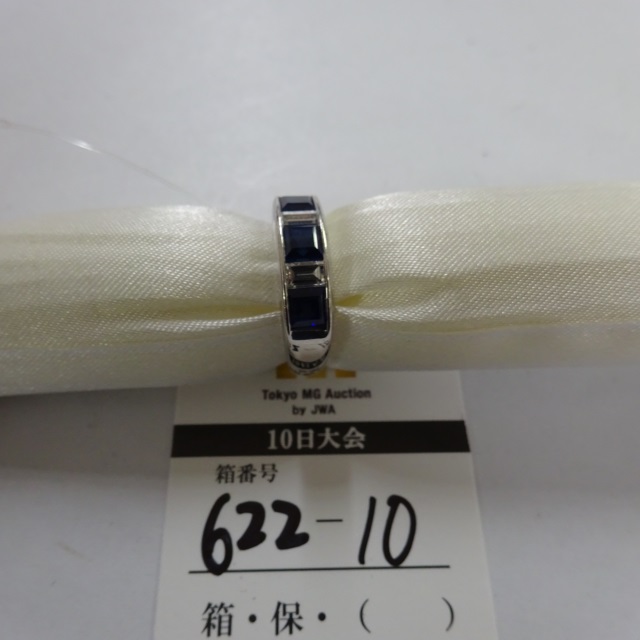 Tokyo MG Auction
by JWA
10日大会
箱番号
622-10
箱・保・(　　)